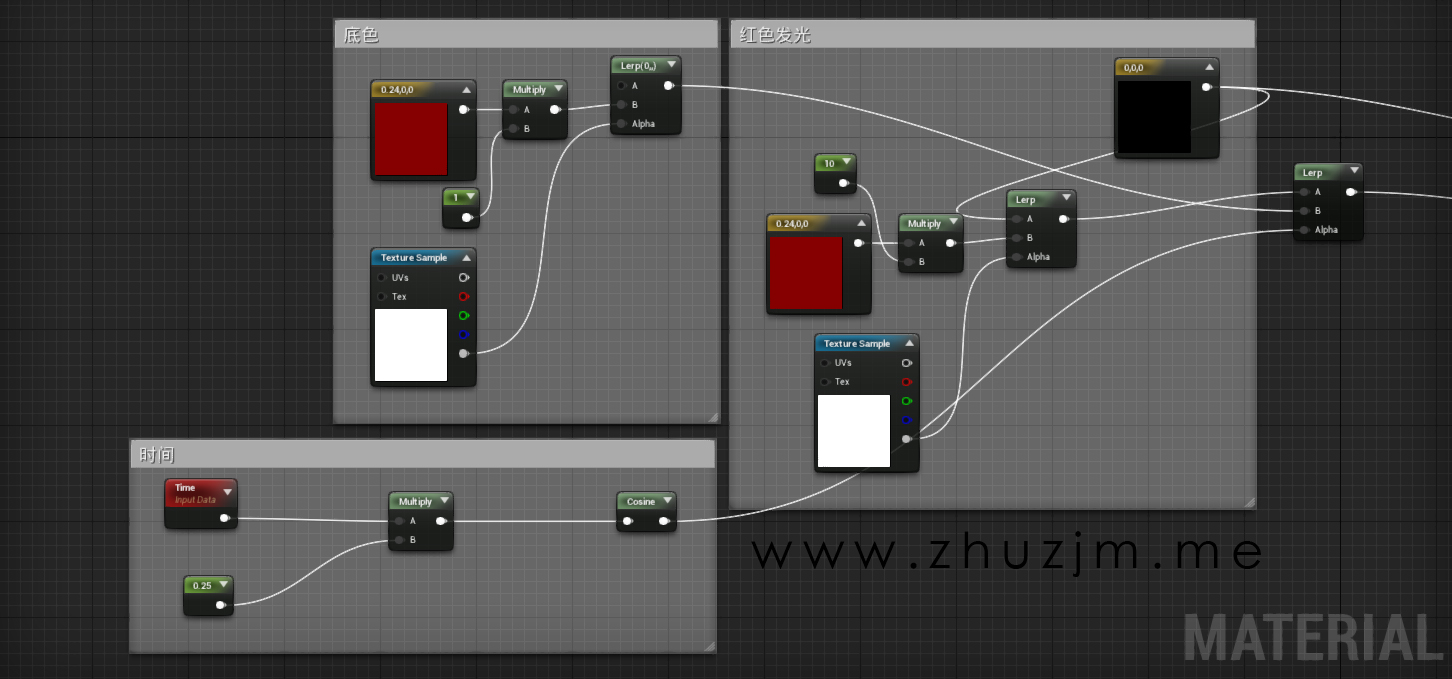 底色
0.24,0,0
Multiply
A
B
Lerp(0,,)
A
B
Alpha
1
Texture Sample
UVs
Tex
红色发光
0,0,0
10
0.24,0,0
Multiply
A
B
Lerp
A
B
Alpha
Texture Sample
UVs
Tex
Lerp
A
B
Alpha
时间
Time
Input Data
Multiply
A
B
Cosine
0.25
www.zhuzjm.me
MATERIAL